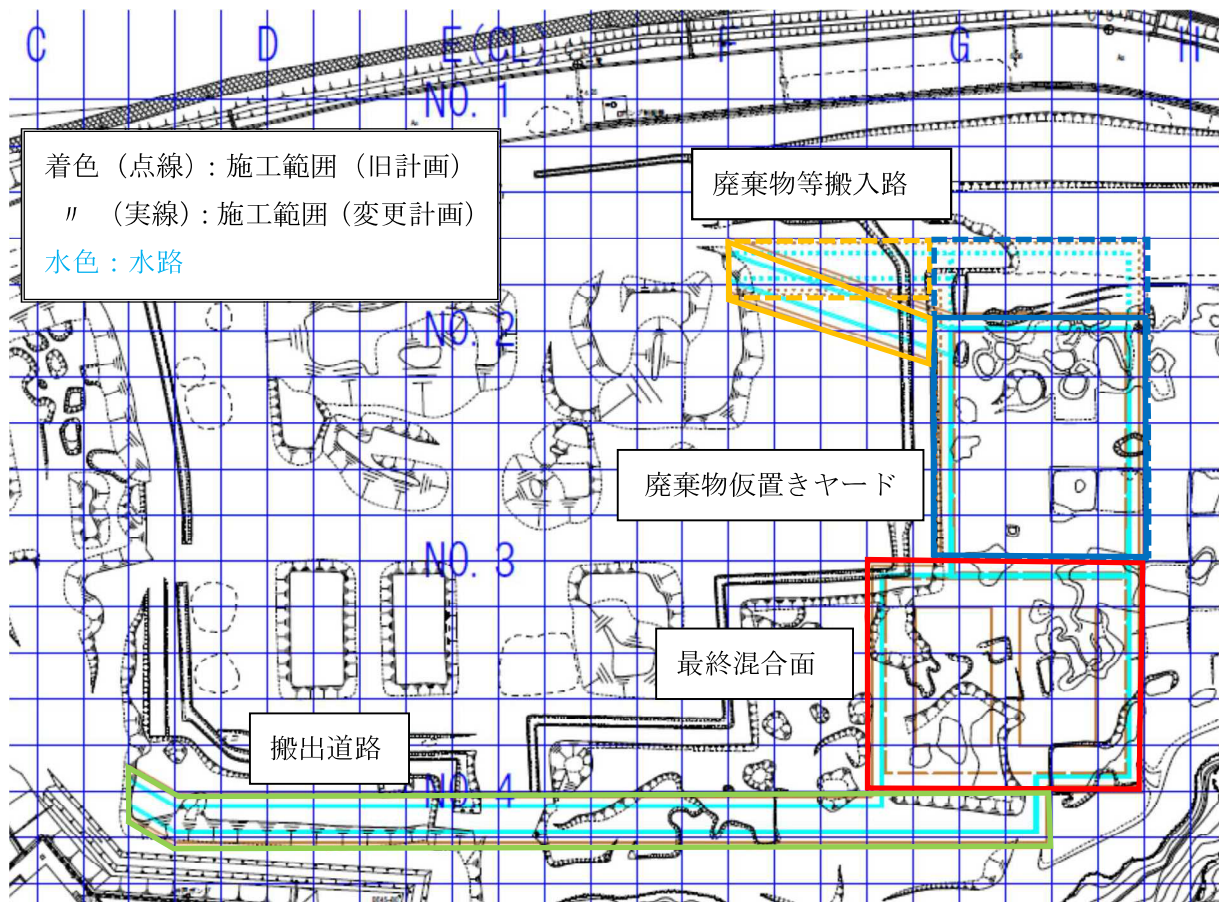 C D E(CL) F G H
NO. 1
着色（点線）: 施工範囲（旧計画）
〃 （実線）: 施工範囲（変更計画）
水色 : 水路
廃棄物等搬入路
NO. 2
廃棄物仮置きヤード
NO. 3
最終混合面
搬出道路
NO. 4